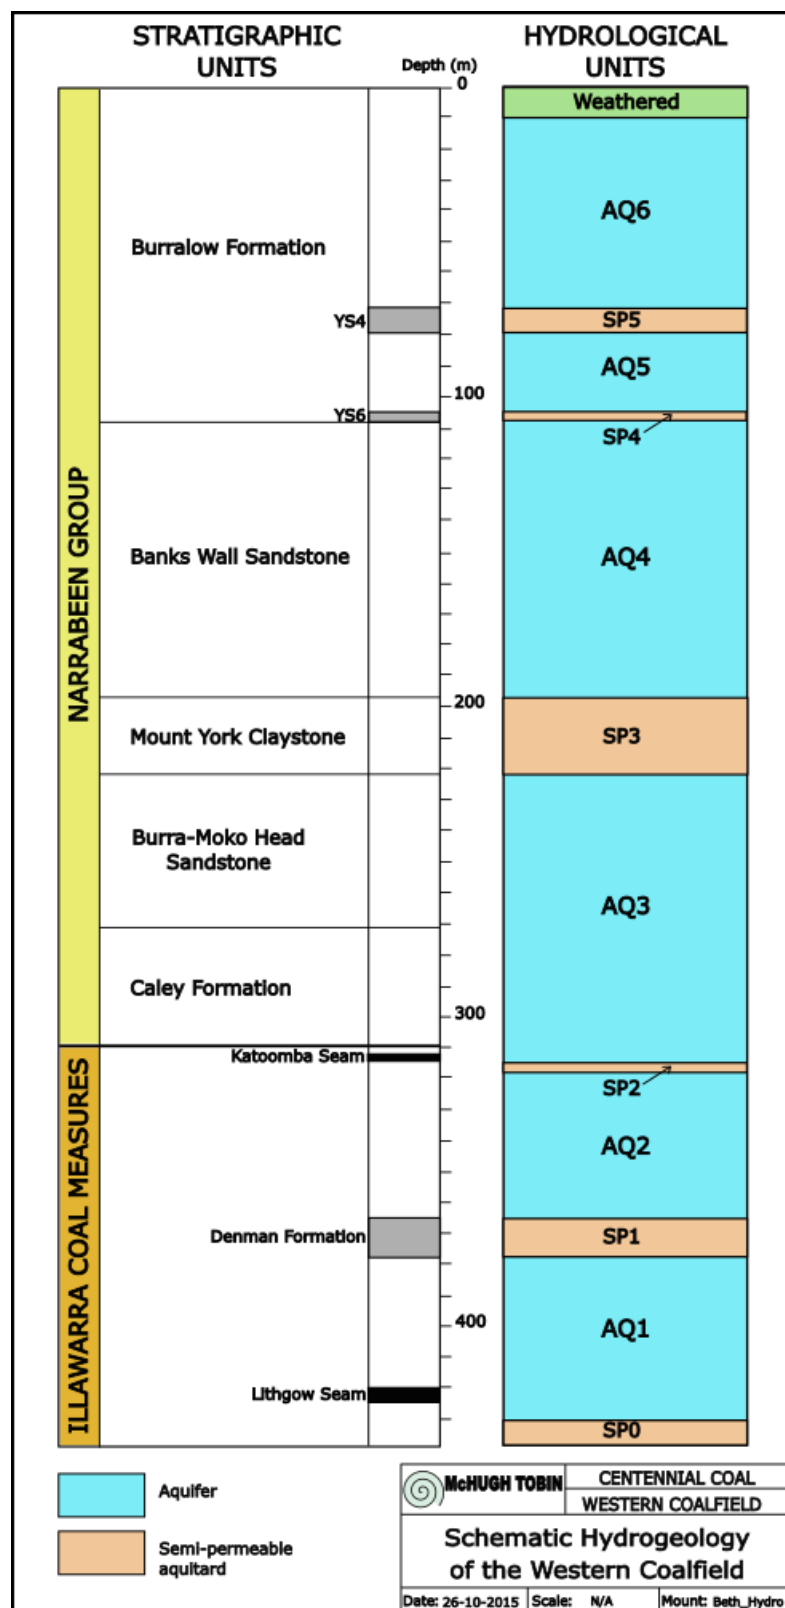 STRATIGRAPHIC
UNITS
Depth (m)
HYDROLOGICAL
UNITS
0
Weathered
AQ6
Burralow Formation
YS4
SP5
AQ5
100
YS6
SP4
NARRABEEN GROUP
Banks Wall Sandstone
AQ4
200
Mount York Claystone
SP3
Burra-Moko Head
Sandstone
AQ3
Caley Formation
300
Katoomba Seam
SP2
ILLAWARRA COAL MEASURES
AQ2
Denman Formation
SP1
400
AQ1
Lithgow Seam
SP0
Aquifer
Semi-permeable
aquitard
McHUGH TOBIN
CENTENNIAL COAL
WESTERN COALFIELD
Schematic Hydrogeology
of the Western Coalfield
Date: 26-10-2015 Scale: N/A Mount: Beth_Hydro